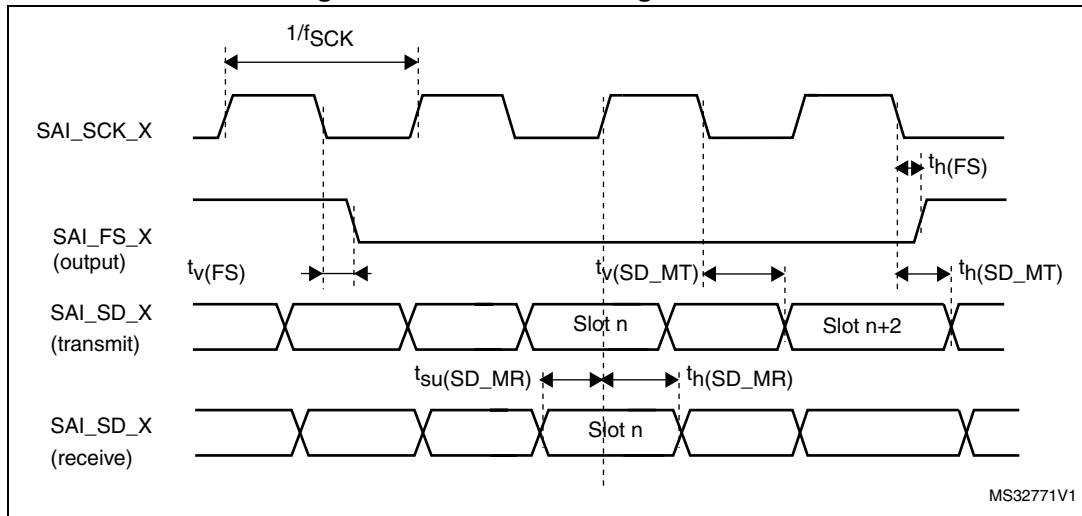 1/fSCK
SAI_SCK_X
th(FS)
SAI_FS_X
(output)
tv(FS)
tv(SD_MT)
th(SD_MT)
SAI_SD_X
(transmit)
Slot n
Slot n+2
tsu(SD_MR)
th(SD_MR)
SAI_SD_X
(receive)
Slot n
MS32771V1